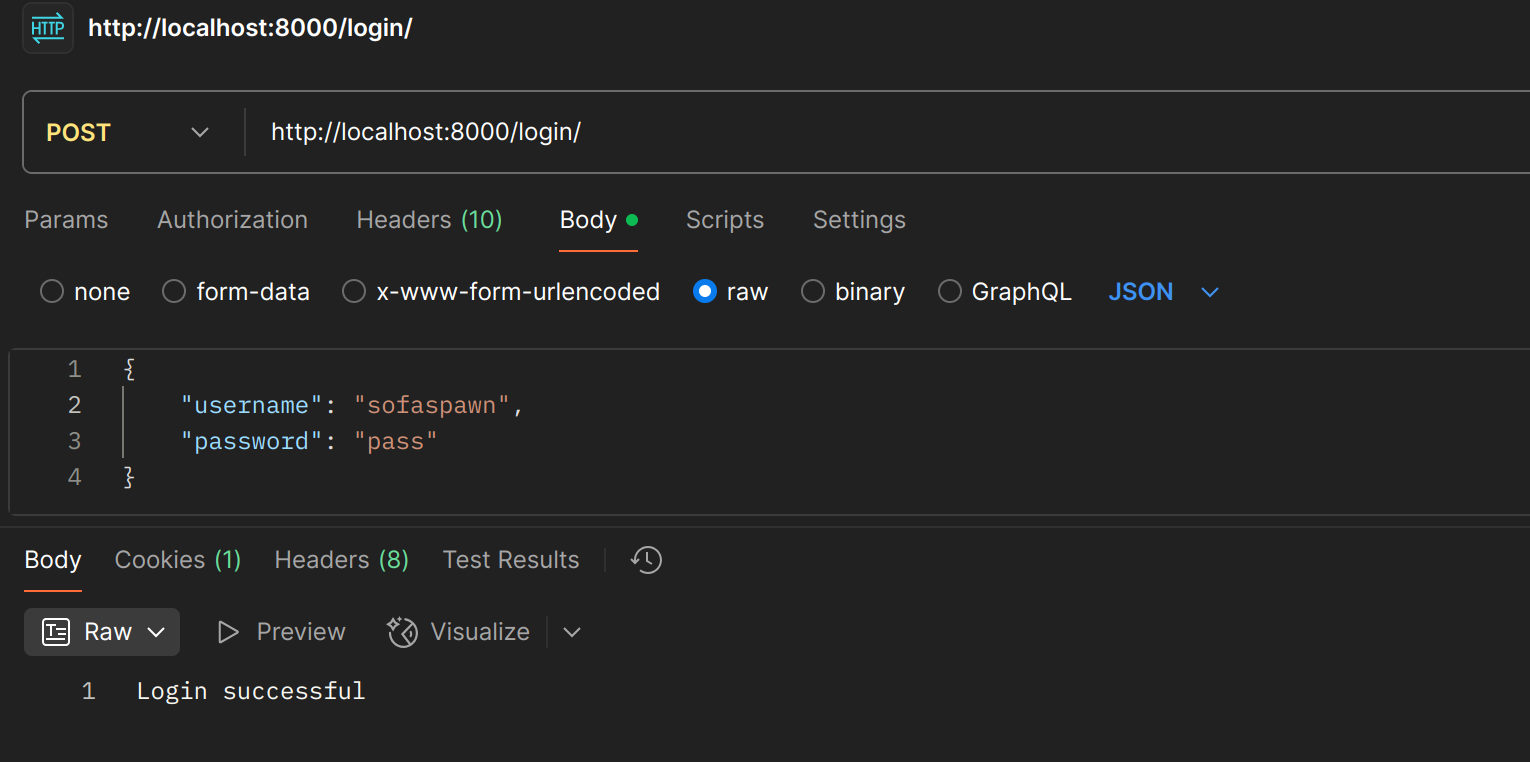 HTTP http://localhost:8000/login/
POST http://localhost:8000/login/
Params Authorization Headers (10) Body Scripts Settings
none form-data x-www-form-urlencoded raw binary GraphQL JSON
1 {
2 "username": "sofaspawn",
3 "password": "pass"
4 }
Body Cookies (1) Headers (8) Test Results
Raw Preview Visualize
1 Login successful